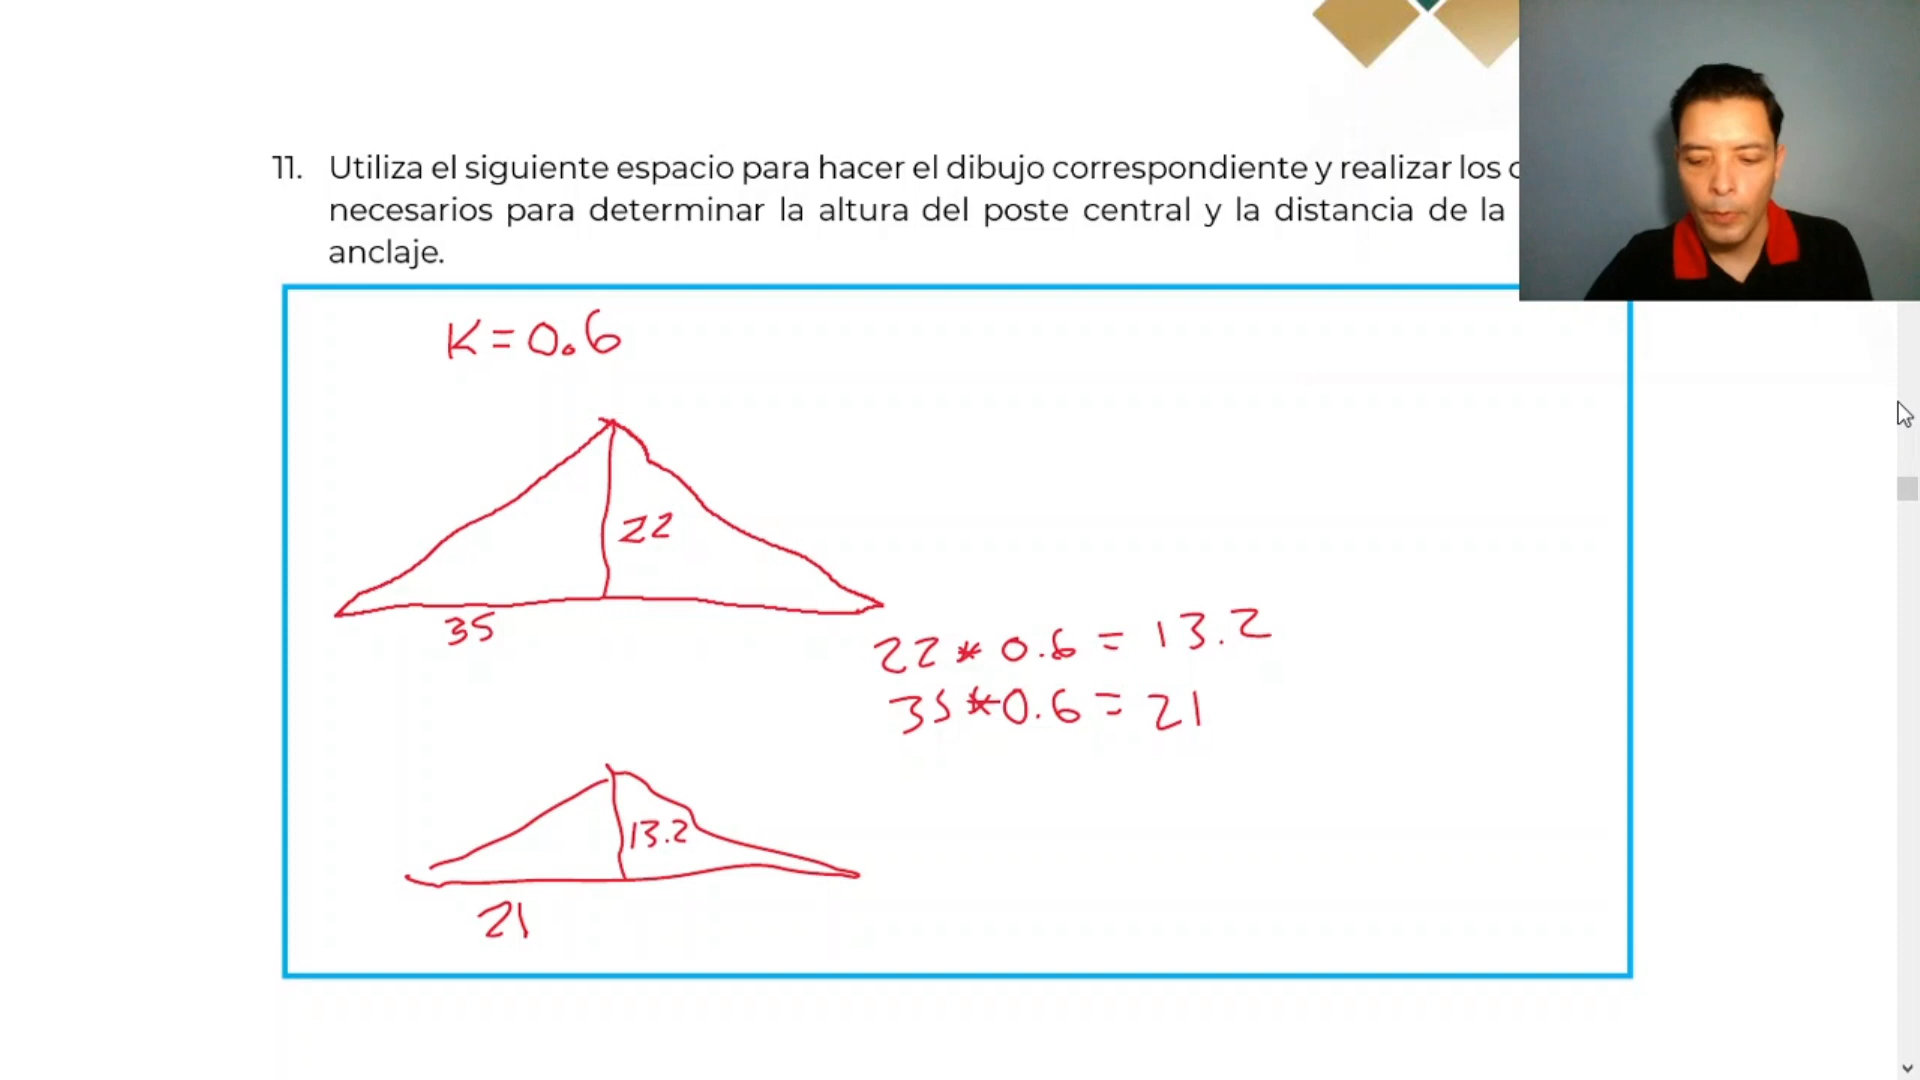 11. Utiliza el siguiente espacio para hacer el dibujo correspondiente y realizar los
necesarios para determinar la altura del poste central y la distancia de la
anclaje.
K=0.6
22
35
22*0.6=13.2
35*0.6=21
13.2
21